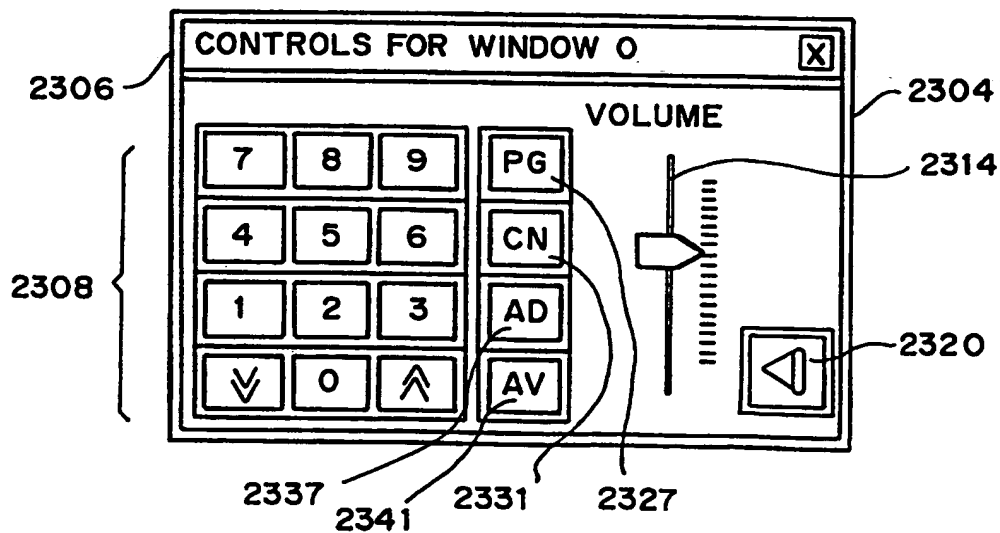 CONTROLS FOR WINDOW 0 X
2306
2304
VOLUME
2314
7 8 9 PG
4 5 6 CN
2308
1 2 3 AD
2320
0 AV
2337
2341
2331
2327